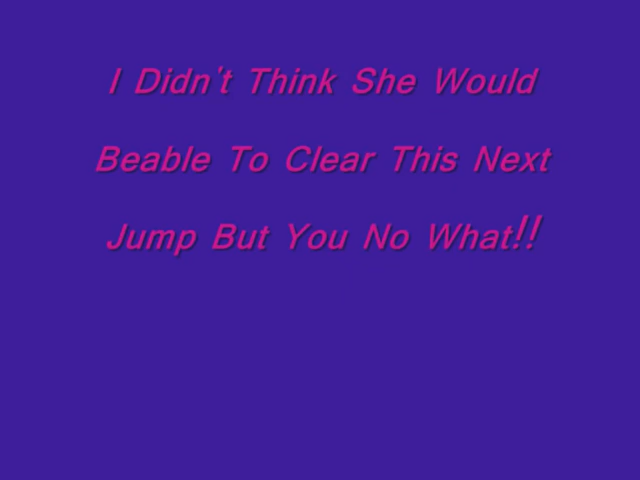 I Didn't Think She Would
Beable To Clear This Next
Jump But You No What!!